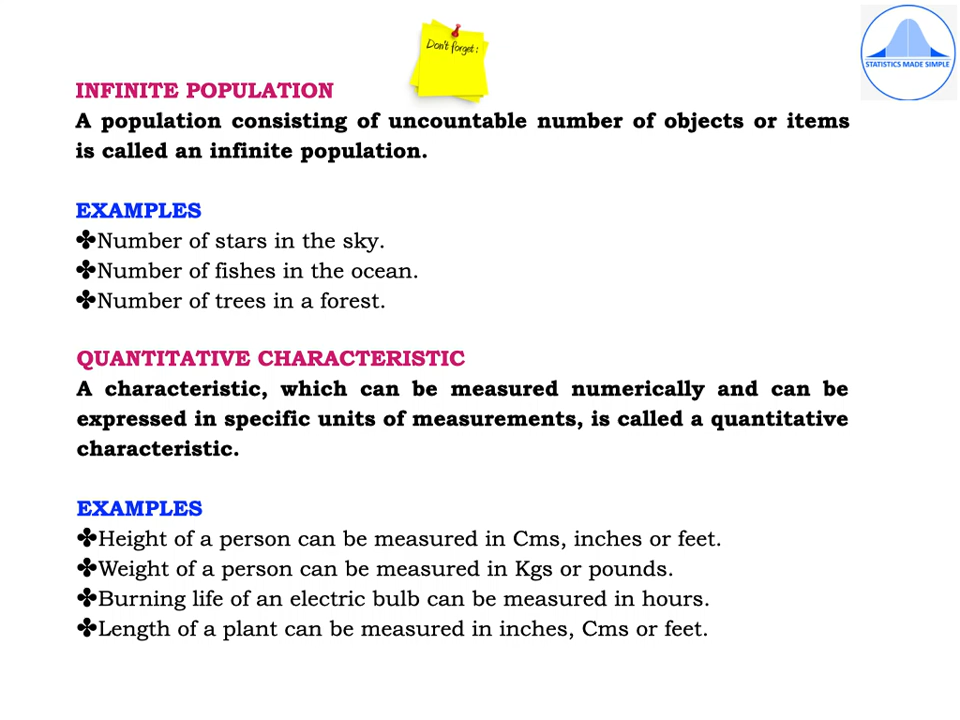 Don't forget:
STATISTICS MADE SIMPLE
INFINITE POPULATION
A population consisting of uncountable number of objects or items
is called an infinite population.
EXAMPLES
✤Number of stars in the sky.
✤Number of fishes in the ocean.
✤Number of trees in a forest.
QUANTITATIVE CHARACTERISTIC
A characteristic, which can be measured numerically and can be
expressed in specific units of measurements, is called a quantitative
characteristic.
EXAMPLES
✤Height of a person can be measured in Cms, inches or feet.
✤Weight of a person can be measured in Kgs or pounds.
✤Burning life of an electric bulb can be measured in hours.
✤Length of a plant can be measured in inches, Cms or feet.